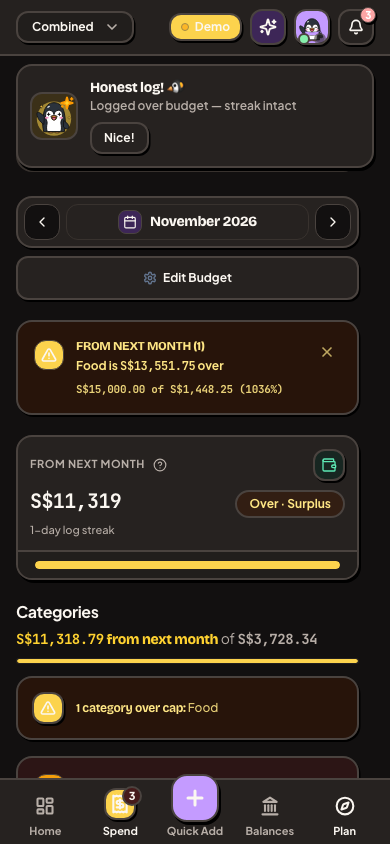 Combined
Demo
3
Honest log! 🐧
Logged over budget — streak intact
Nice!
November 2026
Edit Budget
FROM NEXT MONTH (1)
Food is S$13,551.75 over
S$15,000.00 of S$1,448.25 (1036%)
FROM NEXT MONTH
S$11,319
Over · Surplus
1-day log streak
Categories
S$11,318.79 from next month of S$3,728.34
1 category over cap: Food
3
Home
Spend
Quick Add
Balances
Plan